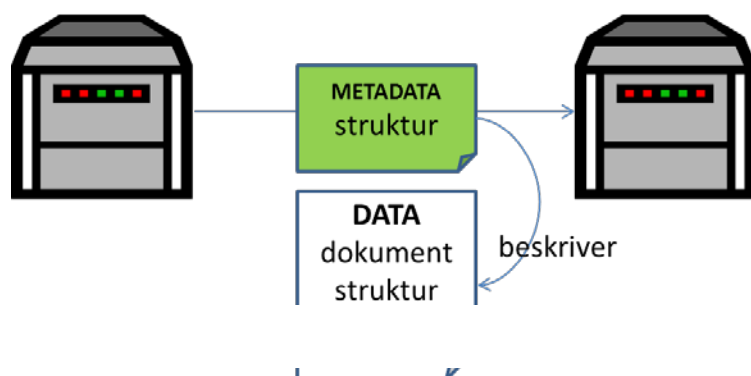 METADATA
struktur
DATA
dokument
struktur
beskriver